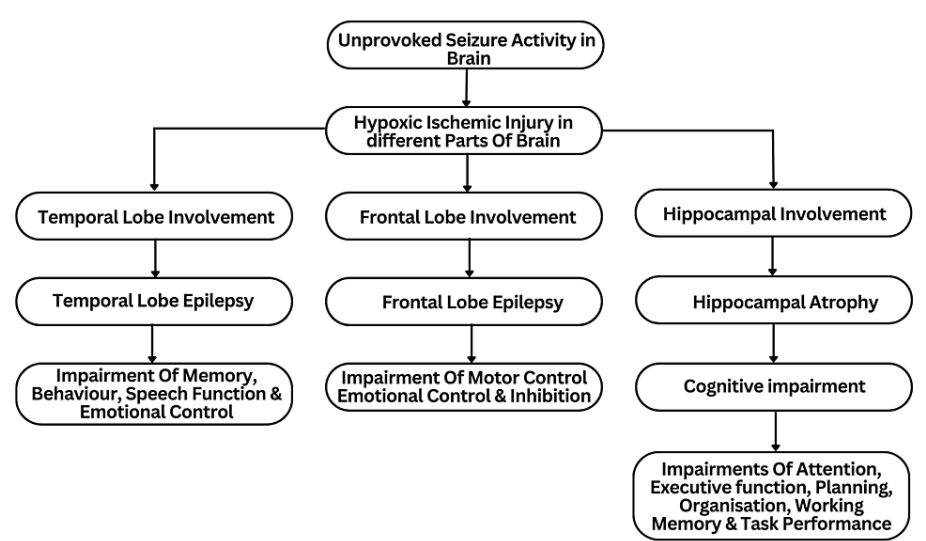 Unprovoked Seizure Activity in
Brain
Hypoxic Ischemic Injury in
different Parts Of Brain
Temporal Lobe Involvement
Temporal Lobe Epilepsy
Impairment Of Memory,
Behaviour, Speech Function &
Emotional Control
Frontal Lobe Involvement
Frontal Lobe Epilepsy
Impairment Of Motor Control
Emotional Control & Inhibition
Hippocampal Involvement
Hippocampal Atrophy
Cognitive impairment
Impairments Of Attention,
Executive function, Planning,
Organisation, Working
Memory & Task Performance